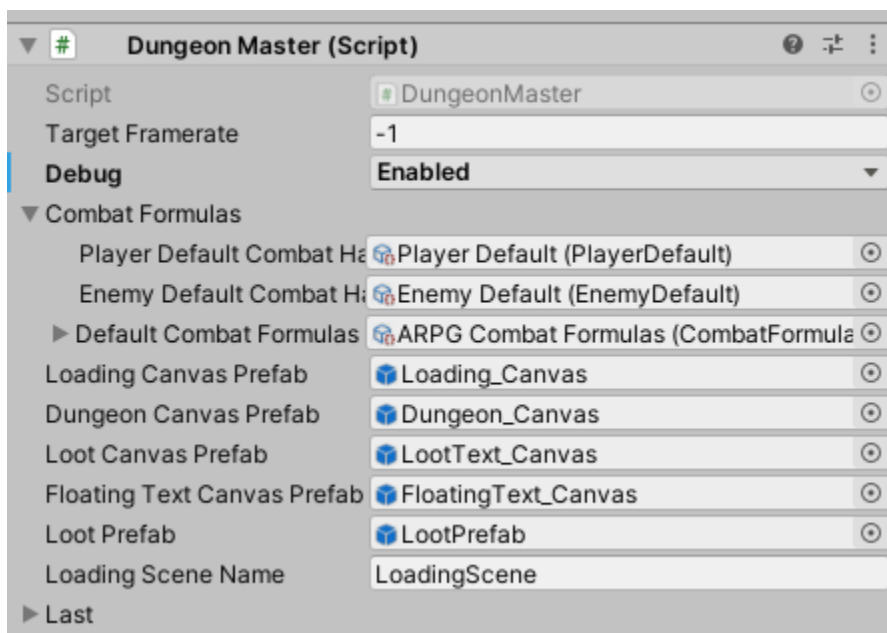 # Dungeon Master (Script)
Script # DungeonMaster
Target Framerate -1
Debug Enabled
Combat Formulas
Player Default Combat Ha Player Default (PlayerDefault)
Enemy Default Combat Ha Enemy Default (EnemyDefault)
Default Combat Formulas ARPG Combat Formulas (CombatFormula
Loading Canvas Prefab Loading_Canvas
Dungeon Canvas Prefab Dungeon_Canvas
Loot Canvas Prefab LootText_Canvas
Floating Text Canvas Prefab FloatingText_Canvas
Loot Prefab LootPrefab
Loading Scene Name LoadingScene
Last